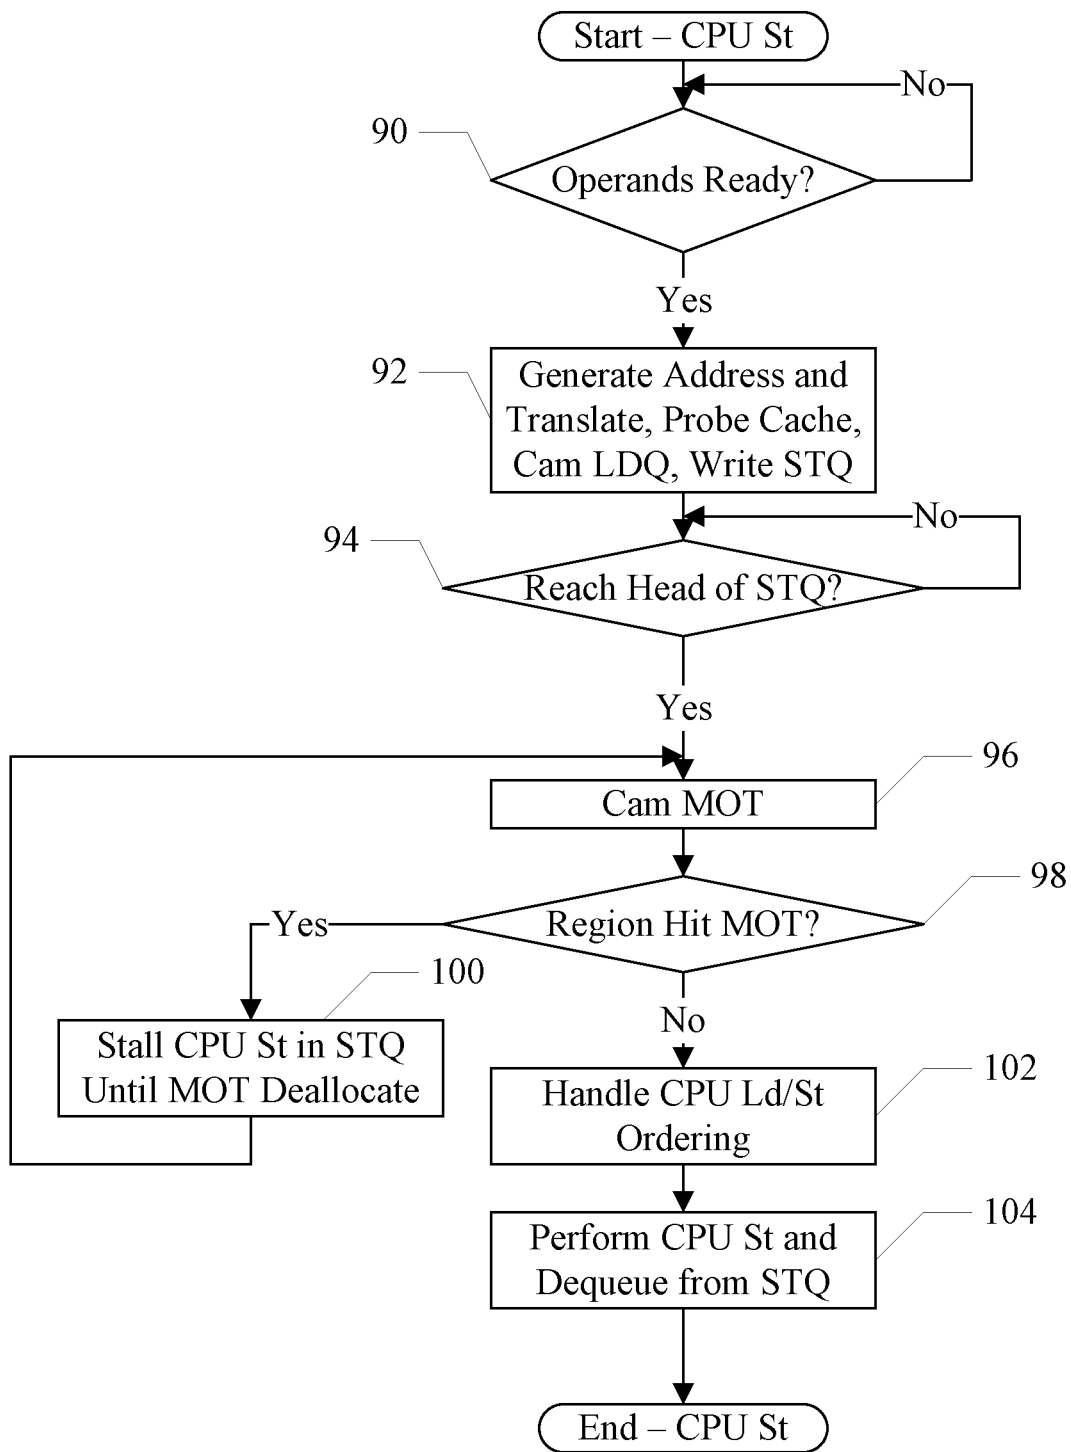 Start – CPU St
No
90
Operands Ready?
Yes
92
Generate Address and
Translate, Probe Cache,
Cam LDQ, Write STQ
No
94
Reach Head of STQ?
Yes
96
Cam MOT
98
Region Hit MOT?
Yes
100
No
Stall CPU St in STQ
Until MOT Deallocate
102
Handle CPU Ld/St
Ordering
104
Perform CPU St and
Dequeue from STQ
End – CPU St